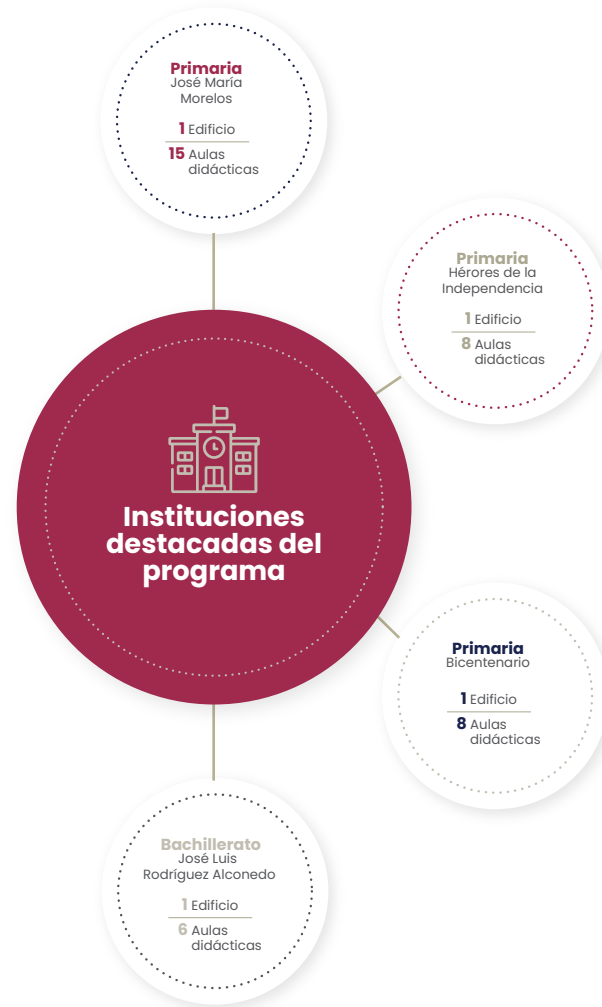 Primaria
José María
Morelos
1 Edificio
15 Aulas
didácticas
Primaria
Hérores de la
Independencia
1 Edificio
8 Aulas
didácticas
Instituciones
destacadas del
programa
Primaria
Bicentenario
1 Edificio
8 Aulas
didácticas
Bachillerato
José Luis
Rodríguez Alconedo
1 Edificio
6 Aulas
didácticas